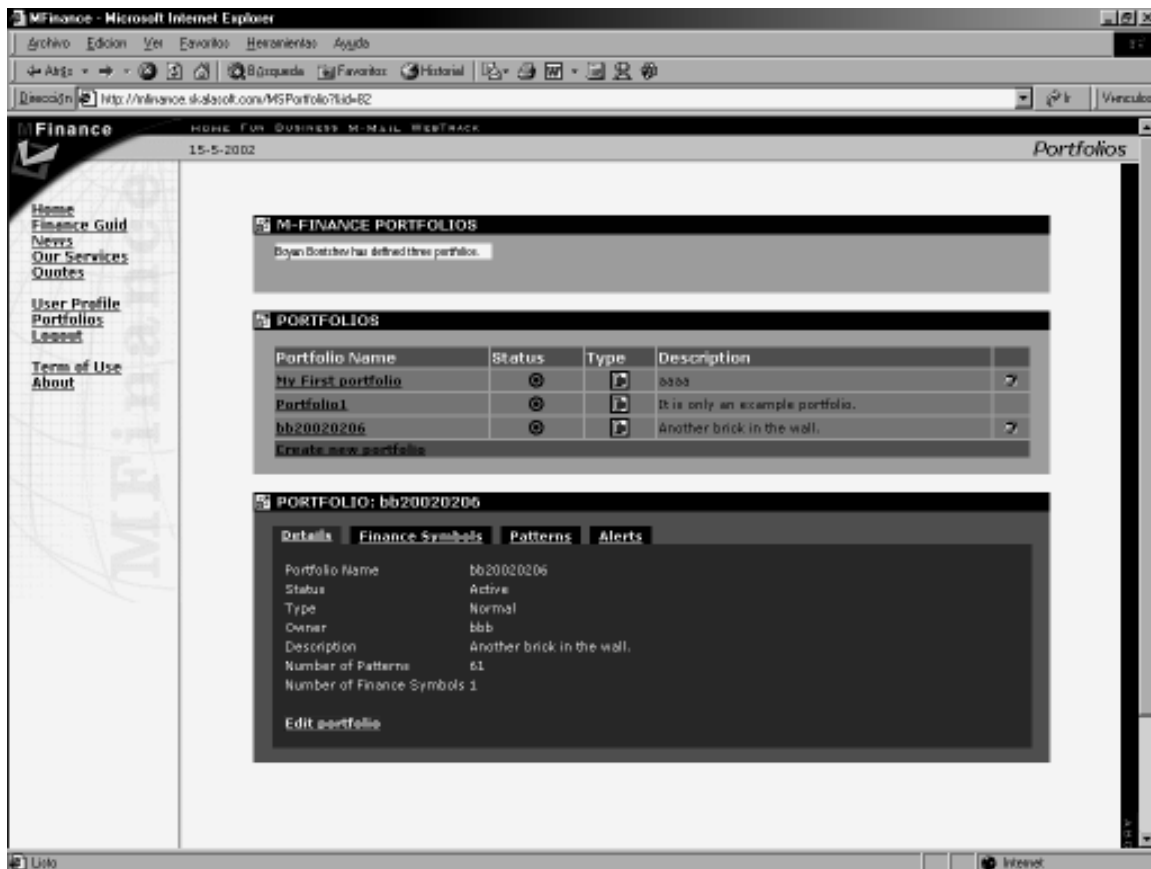 MFinance - Microsoft Internet Explorer
Archivo Edicion Ver Favoritos Herramientas Ayuda
Atrás Búsqueda Favoritos Historial
Dirección http://mfinance.skalasoft.com/MSPortfolio?lid=82 Ir Vínculos
MFinance HOME FUN BUSINESS M-MAIL WEBTRACK
15-5-2002 Portfolios
Home
Finance Guid
News
Our Services
Quotes
User Profile
Portfolios
Logout
Term of Use
About
MFinance
M-FINANCE PORTFOLIOS
Boyan Bontchev has defined three portfolios.
PORTFOLIOS
Portfolio Name Status Type Description
My First portfolio aaaa
Portfolio1 It is only an example portfolio.
bb20020206 Another brick in the wall.
Create new portfolio
PORTFOLIO: bb20020206
Details Finance Symbols Patterns Alerts
Portfolio Name bb20020206
Status Active
Type Normal
Owner bbb
Description Another brick in the wall.
Number of Patterns 61
Number of Finance Symbols 1
Edit portfolio
Listo Internet